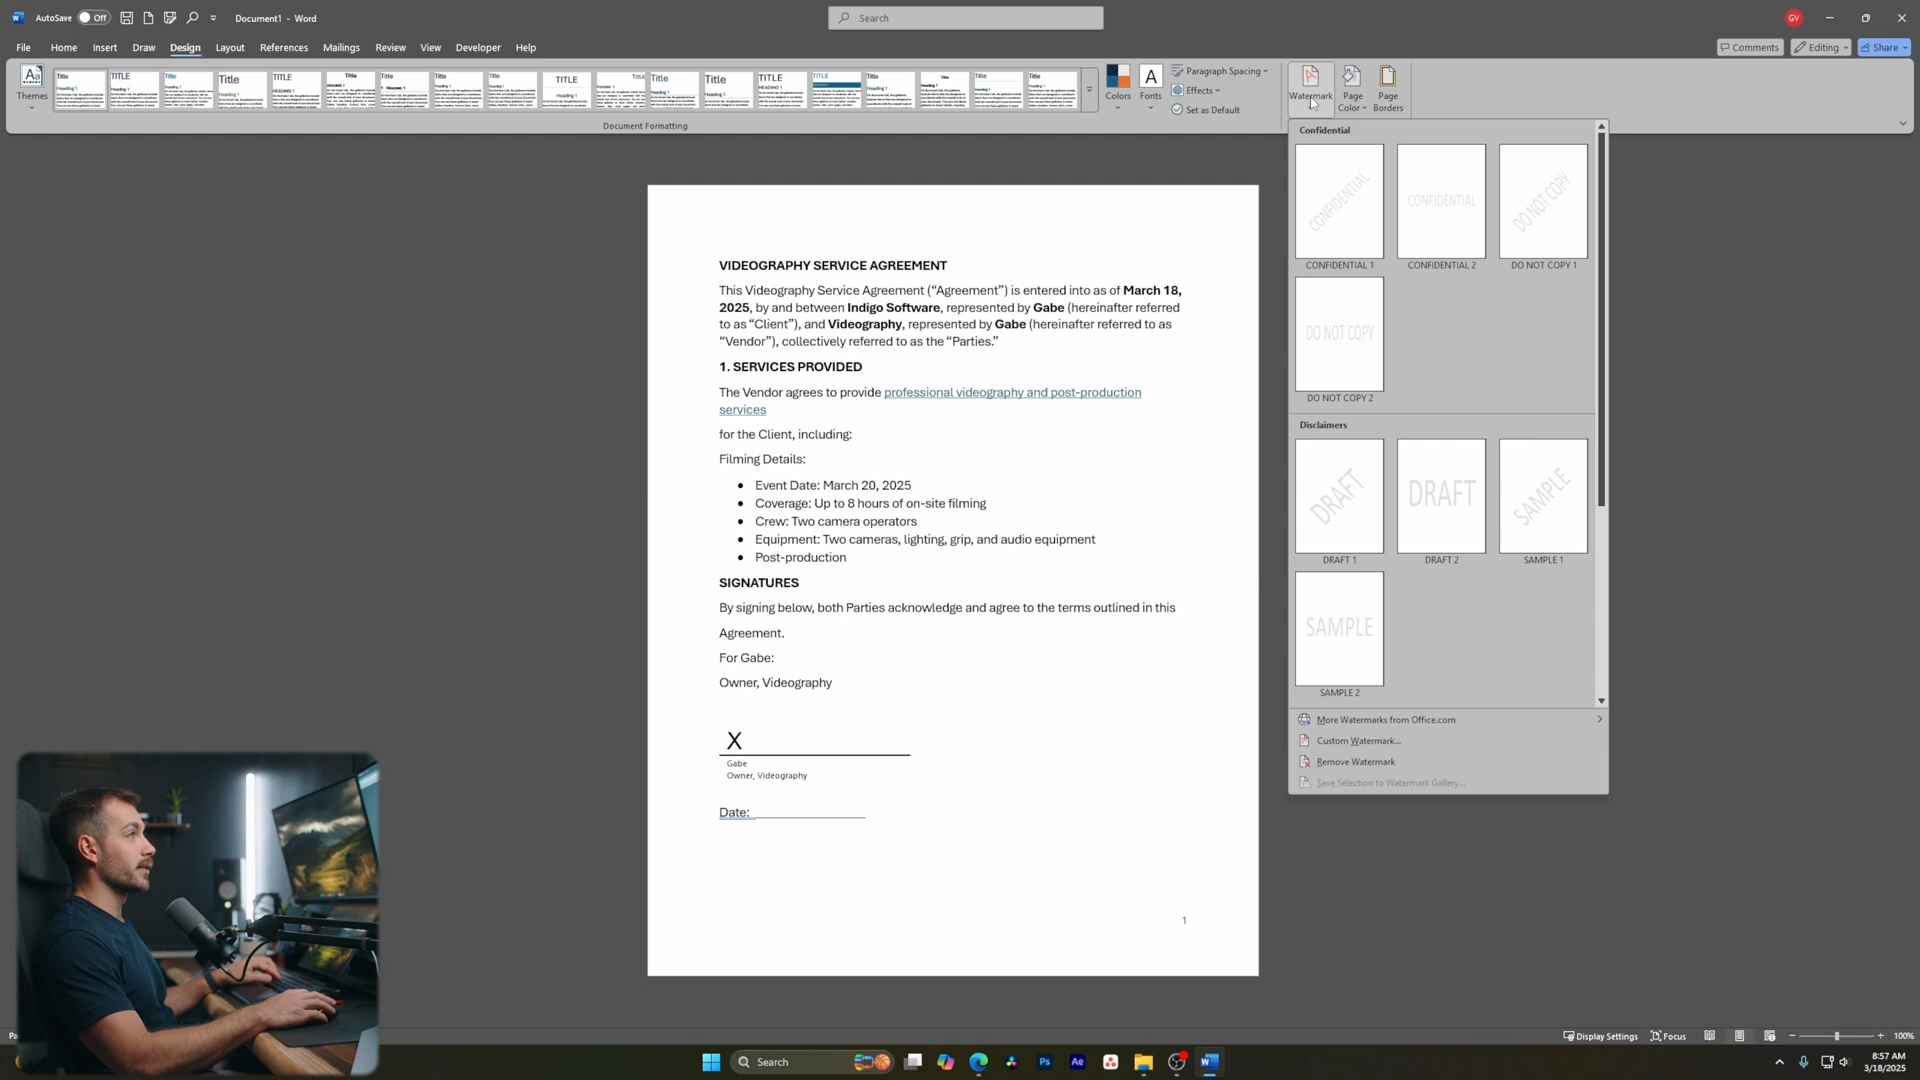 AutoSave Off Document1 - Word Search GV
File Home Insert Draw Design Layout References Mailings Review View Developer Help Comments Editing Share
Themes Colors Fonts Paragraph Spacing Effects Set as Default Watermark Page Color Page Borders
Document Formatting
Confidential
CONFIDENTIAL CONFIDENTIAL DO NOT COPY
CONFIDENTIAL 1 CONFIDENTIAL 2 DO NOT COPY 1
DO NOT COPY
DO NOT COPY 2
Disclaimers
DRAFT DRAFT SAMPLE
DRAFT 1 DRAFT 2 SAMPLE 1
SAMPLE
SAMPLE 2
More Watermarks from Office.com
Custom Watermark...
Remove Watermark
Save Selection to Watermark Gallery...
VIDEOGRAPHY SERVICE AGREEMENT
This Videography Service Agreement (“Agreement”) is entered into as of March 18,
2025, by and between Indigo Software, represented by Gabe (hereinafter referred
to as “Client”), and Videography, represented by Gabe (hereinafter referred to as
“Vendor”), collectively referred to as the “Parties.”
1. SERVICES PROVIDED
The Vendor agrees to provide professional videography and post-production
services
for the Client, including:
Filming Details:
● Event Date: March 20, 2025
● Coverage: Up to 8 hours of on-site filming
● Crew: Two camera operators
● Equipment: Two cameras, lighting, grip, and audio equipment
● Post-production
SIGNATURES
By signing below, both Parties acknowledge and agree to the terms outlined in this
Agreement.
For Gabe:
Owner, Videography
X
Gabe
Owner, Videography
Date:
1
Display Settings Focus 100%
Search Ps Ae 8:57 AM
3/18/2025